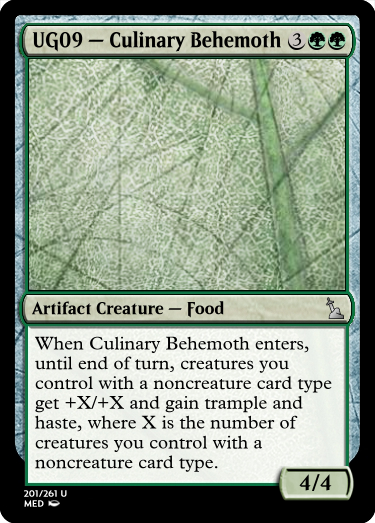 UG09 — Culinary Behemoth 3
Artifact Creature — Food
When Culinary Behemoth enters,
until end of turn, creatures you
control with a noncreature card type
get +X/+X and gain trample and
haste, where X is the number of
creatures you control with a
noncreature card type.
4/4
201/261 U
MED